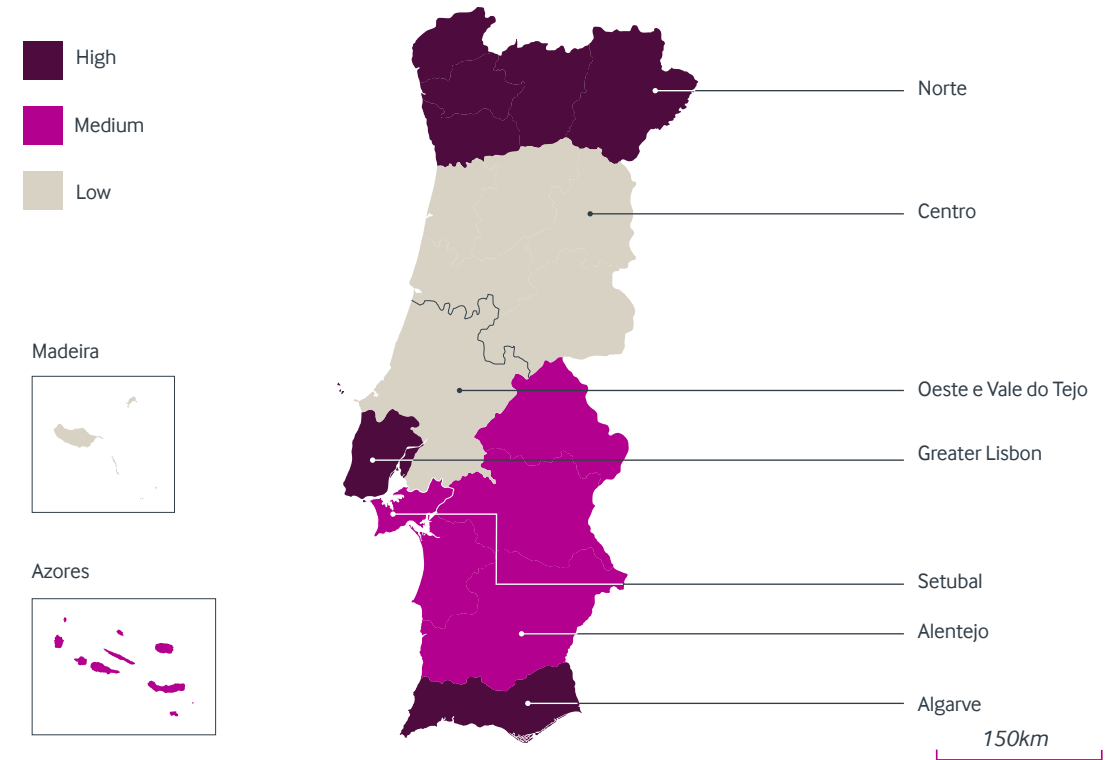 High
Medium
Low
Madeira
Azores
Norte
Centro
Oeste e Vale do Tejo
Greater Lisbon
Setubal
Alentejo
Algarve
150km